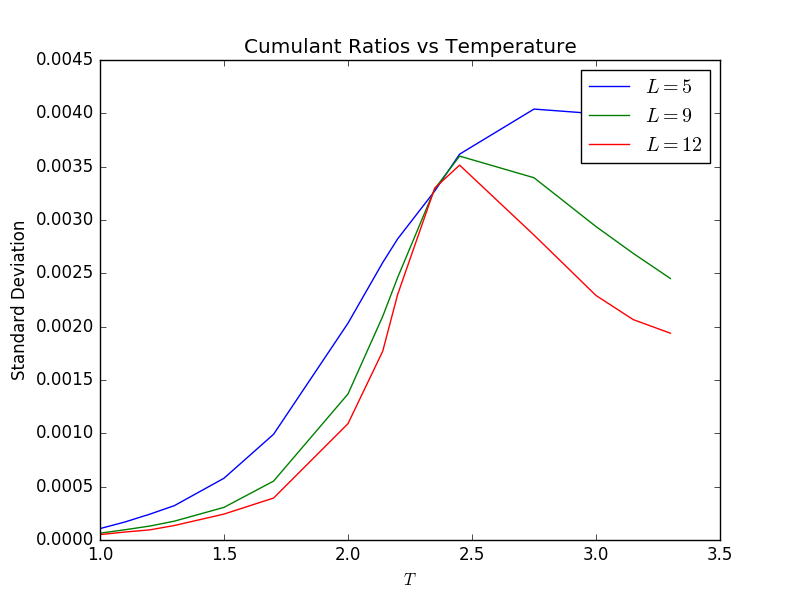 Cumulant Ratios vs Temperature
0.0045
0.0040
0.0035
0.0030
0.0025
0.0020
0.0015
0.0010
0.0005
0.0000
Standard Deviation
L = 5
L = 9
L = 12
1.0 1.5 2.0 2.5 3.0 3.5
T